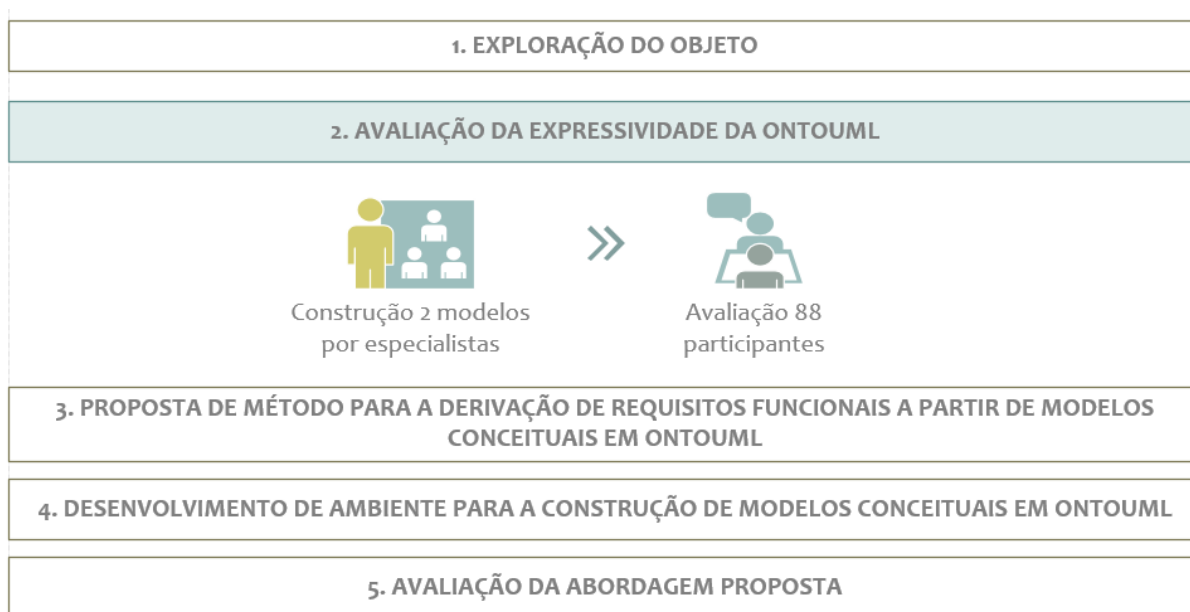 1. EXPLORAÇÃO DO OBJETO
2. AVALIAÇÃO DA EXPRESSIVIDADE DA ONTOUML
Construção 2 modelos
por especialistas
Avaliação 88
participantes
3. PROPOSTA DE MÉTODO PARA A DERIVAÇÃO DE REQUISITOS FUNCIONAIS A PARTIR DE MODELOS
CONCEITUAIS EM ONTOUML
4. DESENVOLVIMENTO DE AMBIENTE PARA A CONSTRUÇÃO DE MODELOS CONCEITUAIS EM ONTOUML
5. AVALIAÇÃO DA ABORDAGEM PROPOSTA